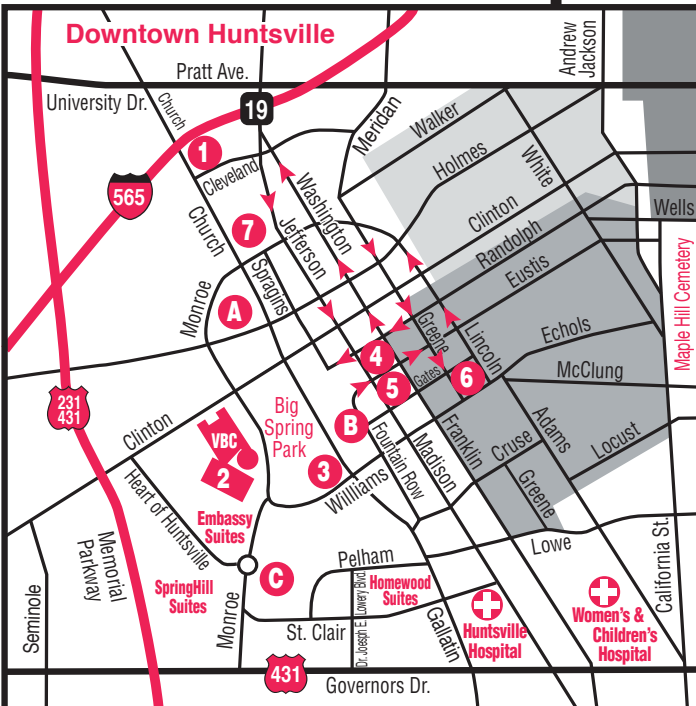 Downtown Huntsville
Andrew
Jackson
Pratt Ave.
University Dr.
Church
19
Meridan
Walker
1
Holmes
White
Cleveland
565
Washington
Clinton
Wells
Church
7
Jefferson
Randolph
Spragins
Eustis
Monroe
A
Maple Hill Cemetery
Greene
Lincoln
Echols
4
McClung
Gates
6
5
231
431
Big
Spring
Park
Clinton
VBC
B
Adams
Locust
2
3
Fountain Row
Madison
Franklin
Cruse
Willliams
Greene
Heart of Huntsville
Embassy
Suites
Lowe
Memorial
Parkway
Pelham
California St.
SpringHill
Suites
C
Dr. Joesph E. Lowery Blvd.
Homewood
Suites
Seminole
Monroe
St. Clair
Gallatin
Huntsville
Hospital
Women's &
Children's
Hospital
431
Governors Dr.